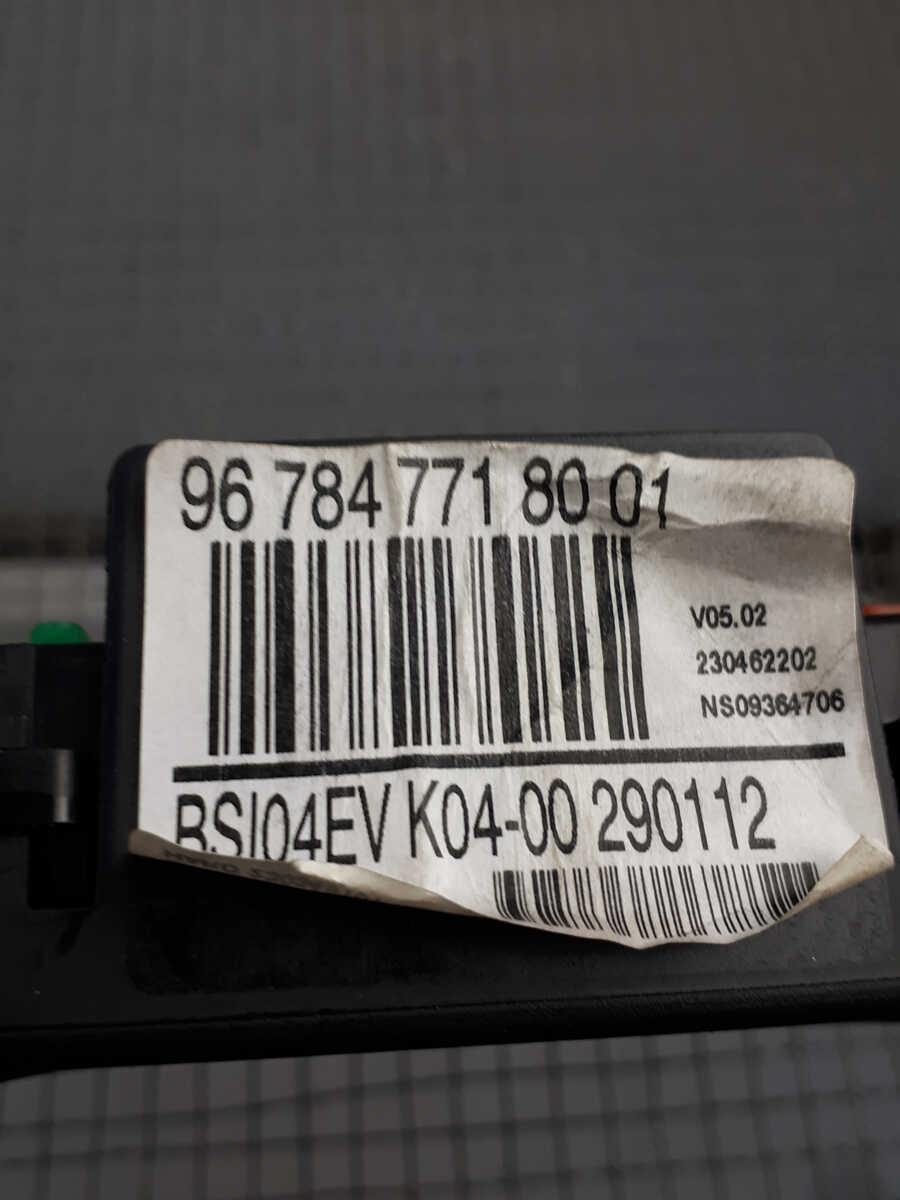 96 784 771 80 01
V05.02
230462202
NS09364706
BSI04EV K04-00 290112